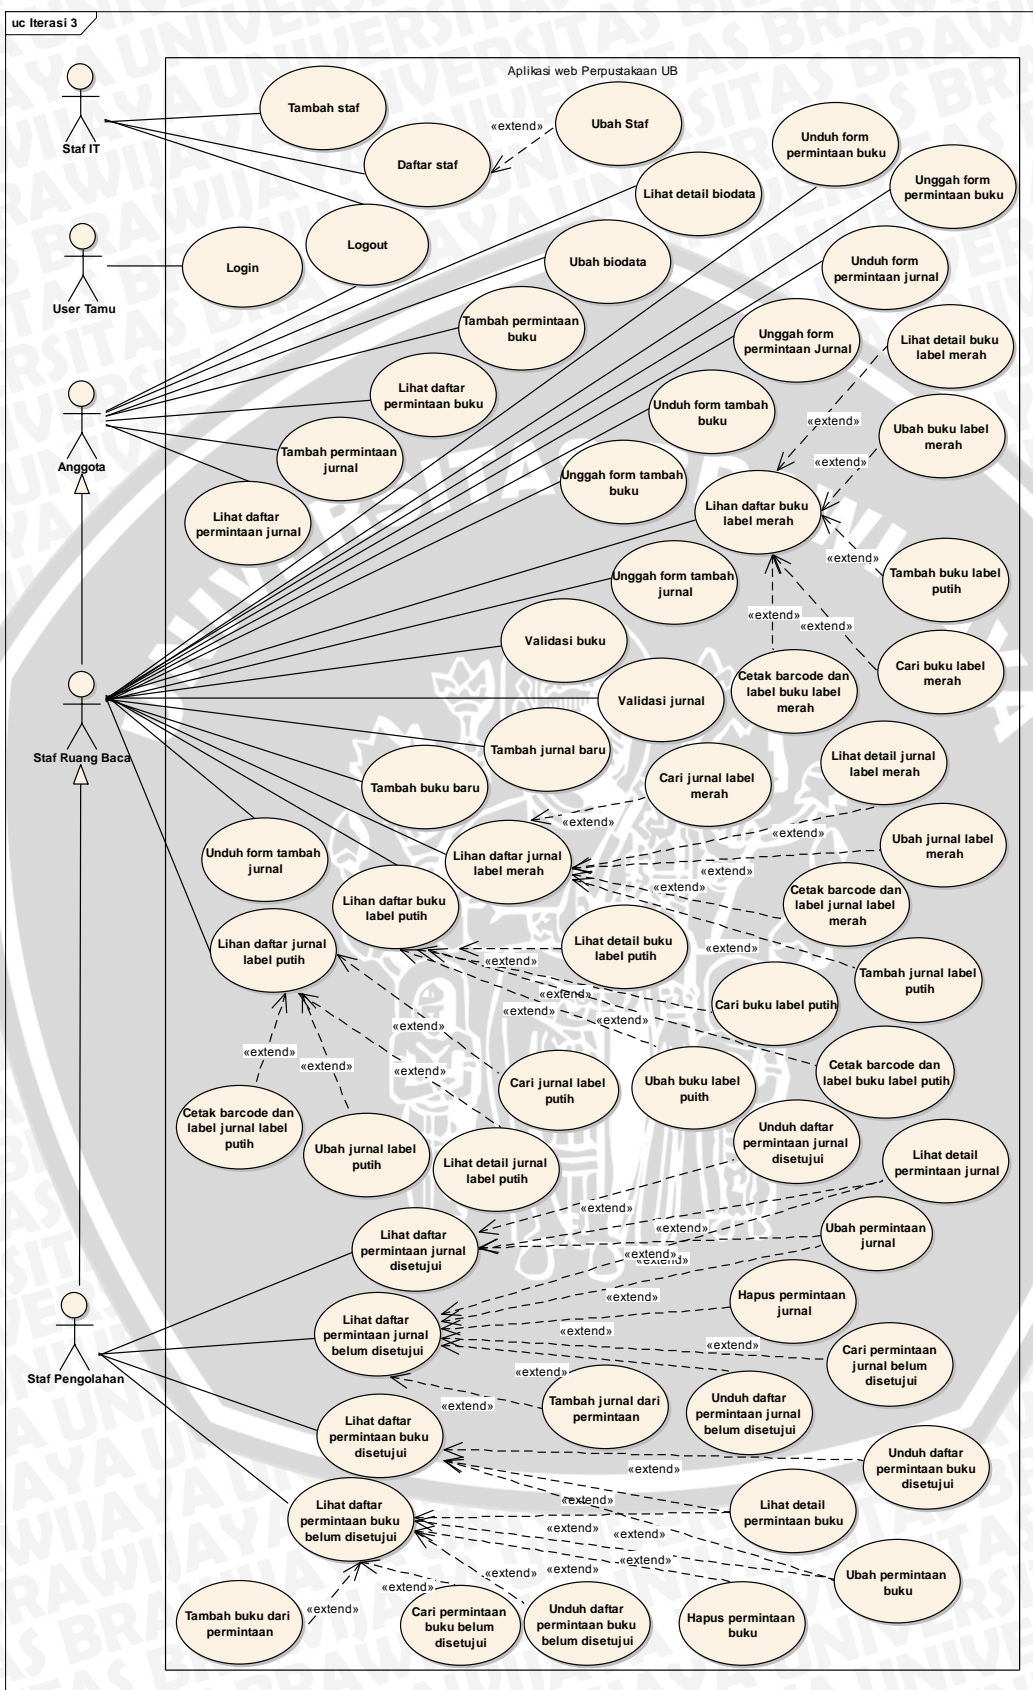 uc Iterasi 3
Aplikasi web Perpustakaan UB
Staf IT
Tambah staf
Daftar staf
«extend»
Ubah Staf
Unduh form
permintaan buku
Lihat detail biodata
Unggah form
permintaan buku
User Tamu
Login
Logout
Ubah biodata
Unduh form
permintaan jurnal
Tambah permintaan
buku
Unggah form
permintaan Jurnal
Lihat detail buku
label merah
Anggota
Lihat daftar
permintaan buku
Unduh form tambah
buku
«extend»
Ubah buku label
merah
Tambah permintaan
jurnal
«extend»
Unggah form tambah
buku
Lihat daftar
permintaan jurnal
Lihan daftar buku
label merah
«extend»
Tambah buku label
putih
Unggah form tambah
jurnal
«extend»
«extend»
Validasi buku
Cari buku label
merah
Cetak barcode dan
label buku label
merah
Validasi jurnal
Staf Ruang Baca
Tambah jurnal baru
Lihat detail jurnal
label merah
Tambah buku baru
Cari jurnal label
merah
«extend»
«extend»
Ubah jurnal label
merah
Unduh form tambah
jurnal
Lihan daftar jurnal
label merah
«extend»
«extend»
Cetak barcode dan
label jurnal label
merah
Lihan daftar buku
label putih
Lihan daftar jurnal
label putih
Lihat detail buku
label putih
«extend»
«extend»
Tambah jurnal label
putih
«extend»
«extend»
«extend»
Cari buku label putih
«extend»
«extend»
«extend»
«extend»
Cetak barcode dan
label buku label putih
Cari jurnal label
putih
Ubah buku label
puith
Cetak barcode dan
label jurnal label
putih
Ubah jurnal label
putih
Lihat detail jurnal
label putih
Unduh daftar
permintaan jurnal
disetujui
Lihat detail
permintaan jurnal
«extend»
Lihat daftar
permintaan jurnal
disetujui
«extend»
Ubah permintaan
jurnal
«extend»
«extend»
«extend»
Hapus permintaan
jurnal
Staf Pengolahan
Lihat daftar
permintaan jurnal
belum disetujui
«extend»
«extend»
Cari permintaan
jurnal belum
disetujui
«extend»
«extend»
Tambah jurnal dari
permintaan
Unduh daftar
permintaan jurnal
belum disetujui
Lihat daftar
permintaan buku
disetujui
«extend»
Unduh daftar
permintaan buku
disetujui
Lihat daftar
permintaan buku
belum disetujui
«extend»
Lihat detail
permintaan buku
«extend»
«extend»
«extend»
«extend»
Ubah permintaan
buku
«extend»
«extend»
Tambah buku dari
permintaan
Cari permintaan
buku belum
disetujui
Unduh daftar
permintaan buku
belum disetujui
Hapus permintaan
buku